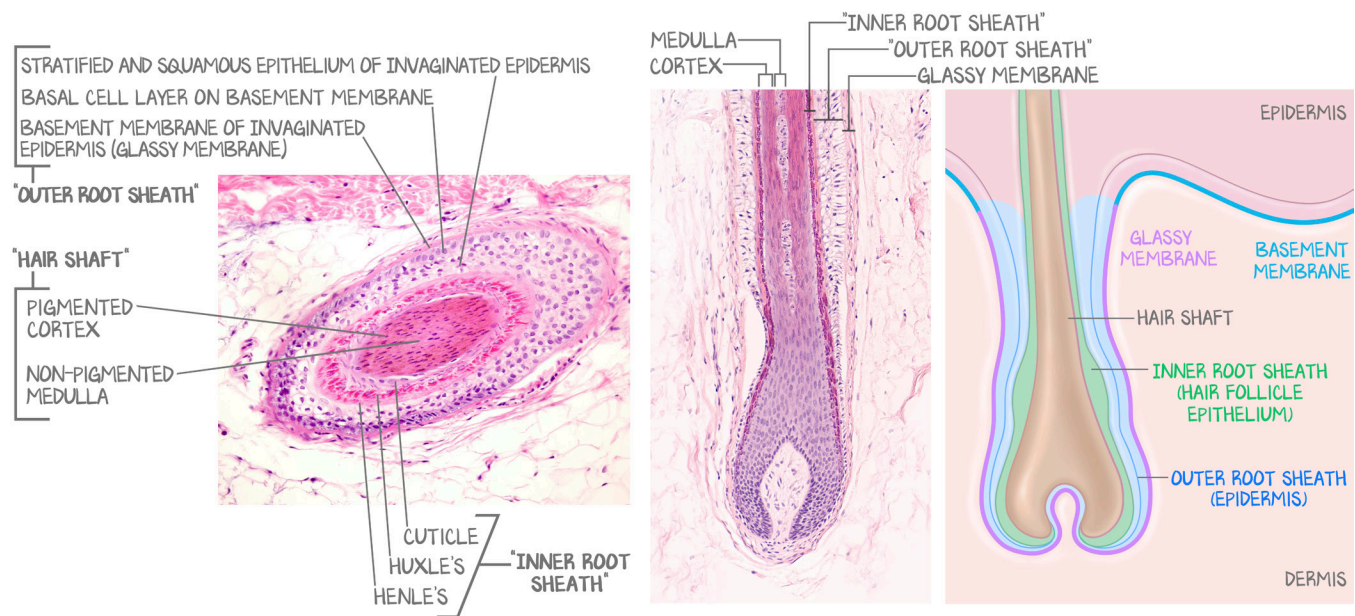 STRATIFIED AND SQUAMOUS EPITHELIUM OF INVAGINATED EPIDERMIS
BASAL CELL LAYER ON BASEMENT MEMBRANE
BASEMENT MEMBRANE OF INVAGINATED
EPIDERMIS (GLASSY MEMBRANE)
"OUTER ROOT SHEATH"
"HAIR SHAFT"
PIGMENTED
CORTEX
NON-PIGMENTED
MEDULLA
CUTICLE
HUXLE'S
HENLE'S
"INNER ROOT
SHEATH"
MEDULLA
CORTEX
"INNER ROOT SHEATH"
"OUTER ROOT SHEATH"
GLASSY MEMBRANE
EPIDERMIS
GLASSY
MEMBRANE
BASEMENT
MEMBRANE
HAIR SHAFT
INNER ROOT SHEATH
(HAIR FOLLICLE
EPITHELIUM)
OUTER ROOT SHEATH
(EPIDERMIS)
DERMIS